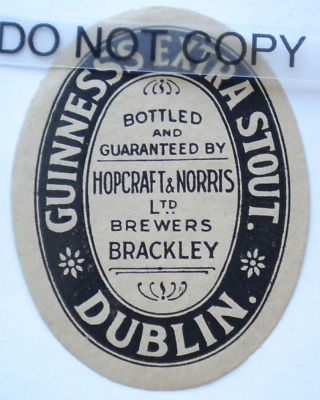 DO NOT COPY
GUINNESS'S EXTRA STOUT.
BOTTLED
AND
GUARANTEED BY
HOPCRAFT & NORRIS
LTD
BREWERS
BRACKLEY
DUBLIN.